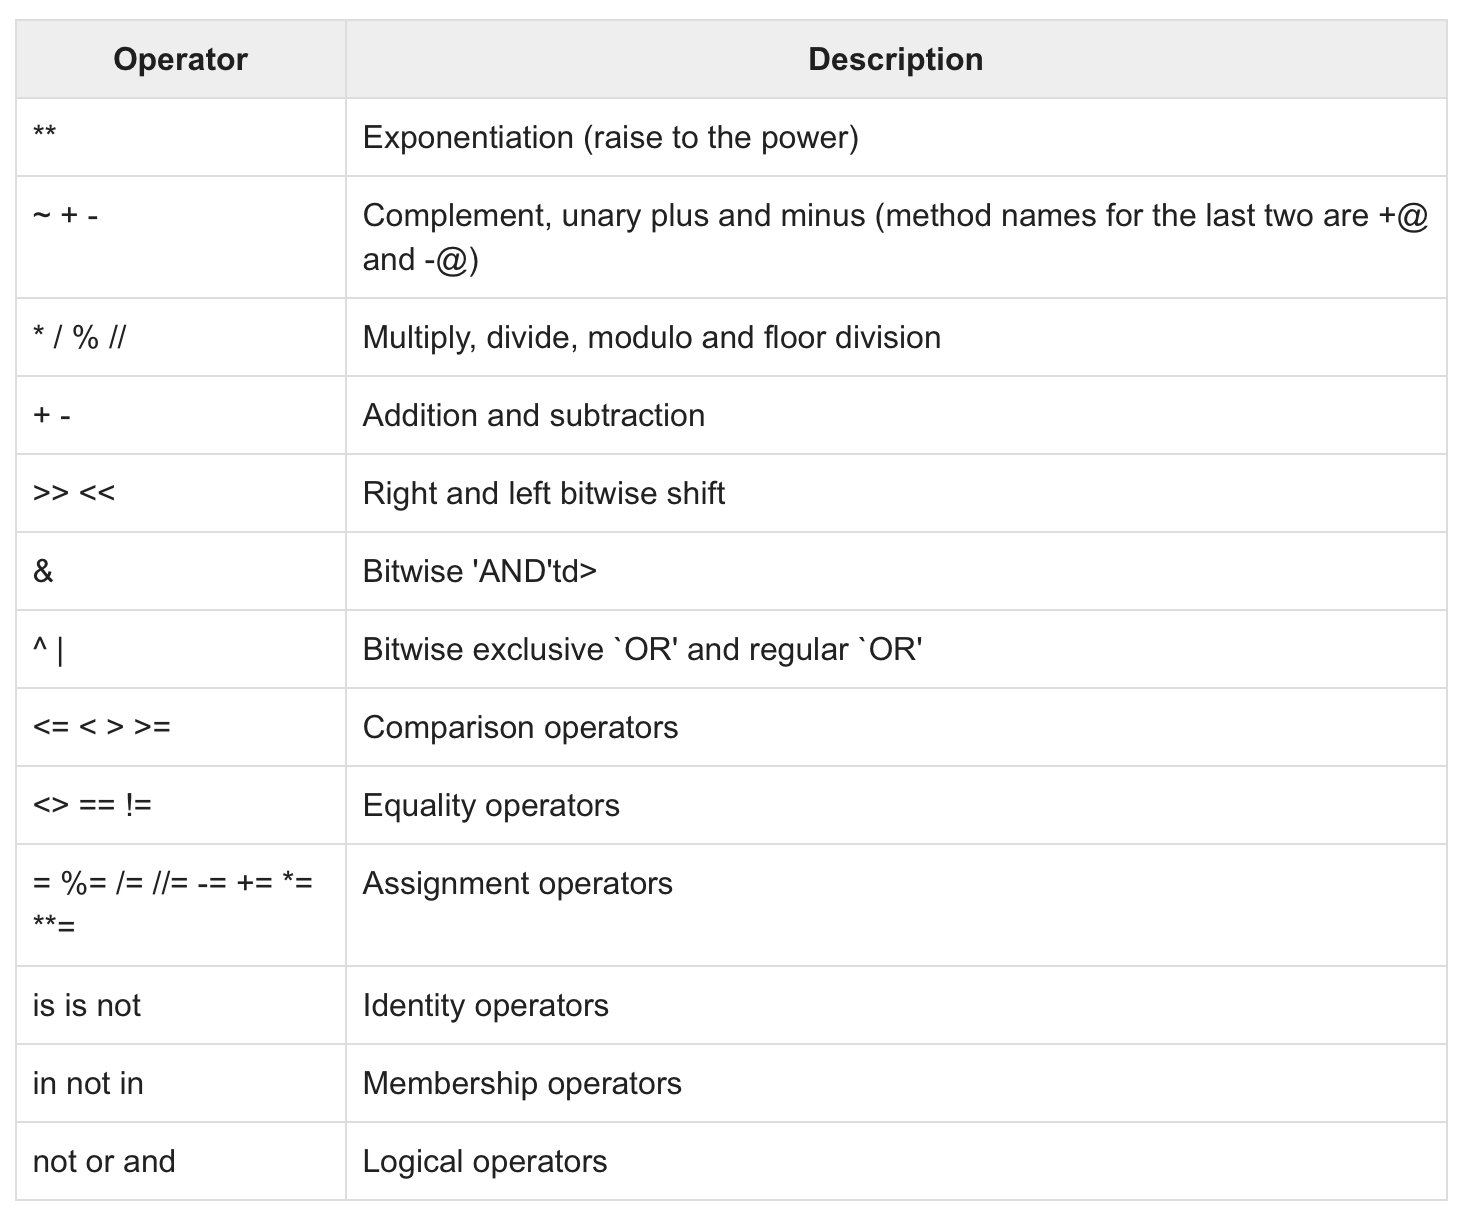 Operator Description
** Exponentiation (raise to the power)
~ + - Complement, unary plus and minus (method names for the last two are +@
and -@)
* / % // Multiply, divide, modulo and floor division
+ - Addition and subtraction
>> << Right and left bitwise shift
& Bitwise 'AND'td>
^ | Bitwise exclusive `OR' and regular `OR'
<= < > >= Comparison operators
<> == != Equality operators
= %= /= //= -= += *= Assignment operators
**=
is is not Identity operators
in not in Membership operators
not or and Logical operators